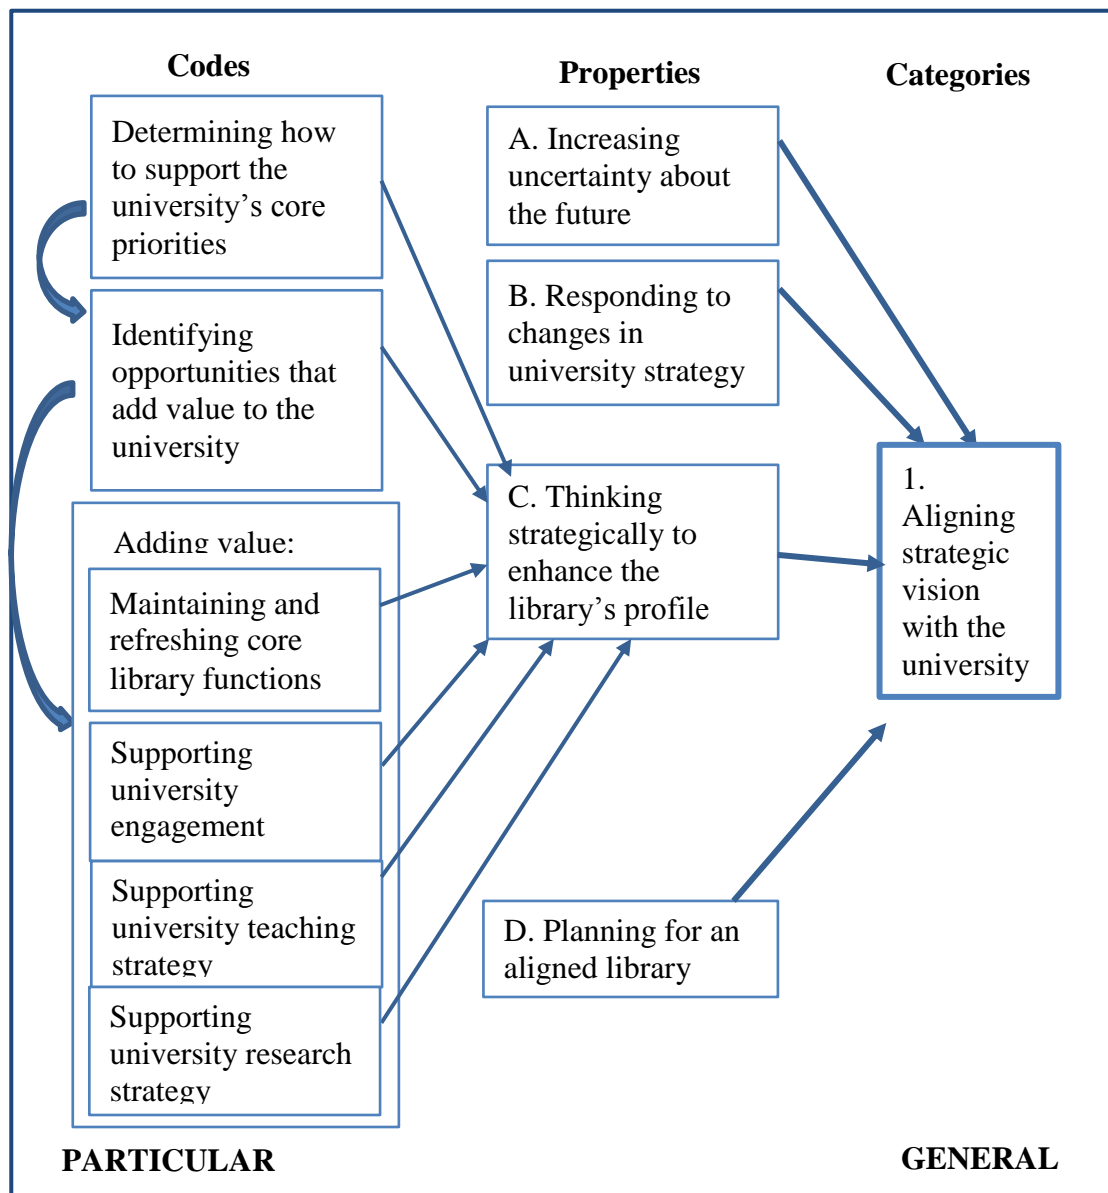 Codes
Properties
Categories
Determining how
to support the
university’s core
priorities
Identifying
opportunities that
add value to the
university
Adding value:
Maintaining and
refreshing core
library functions
Supporting
university
engagement
Supporting
university teaching
strategy
Supporting
university research
strategy
A. Increasing
uncertainty about
the future
B. Responding to
changes in
university strategy
C. Thinking
strategically to
enhance the
library’s profile
D. Planning for an
aligned library
1.
Aligning
strategic
vision
with the
university
PARTICULAR
GENERAL